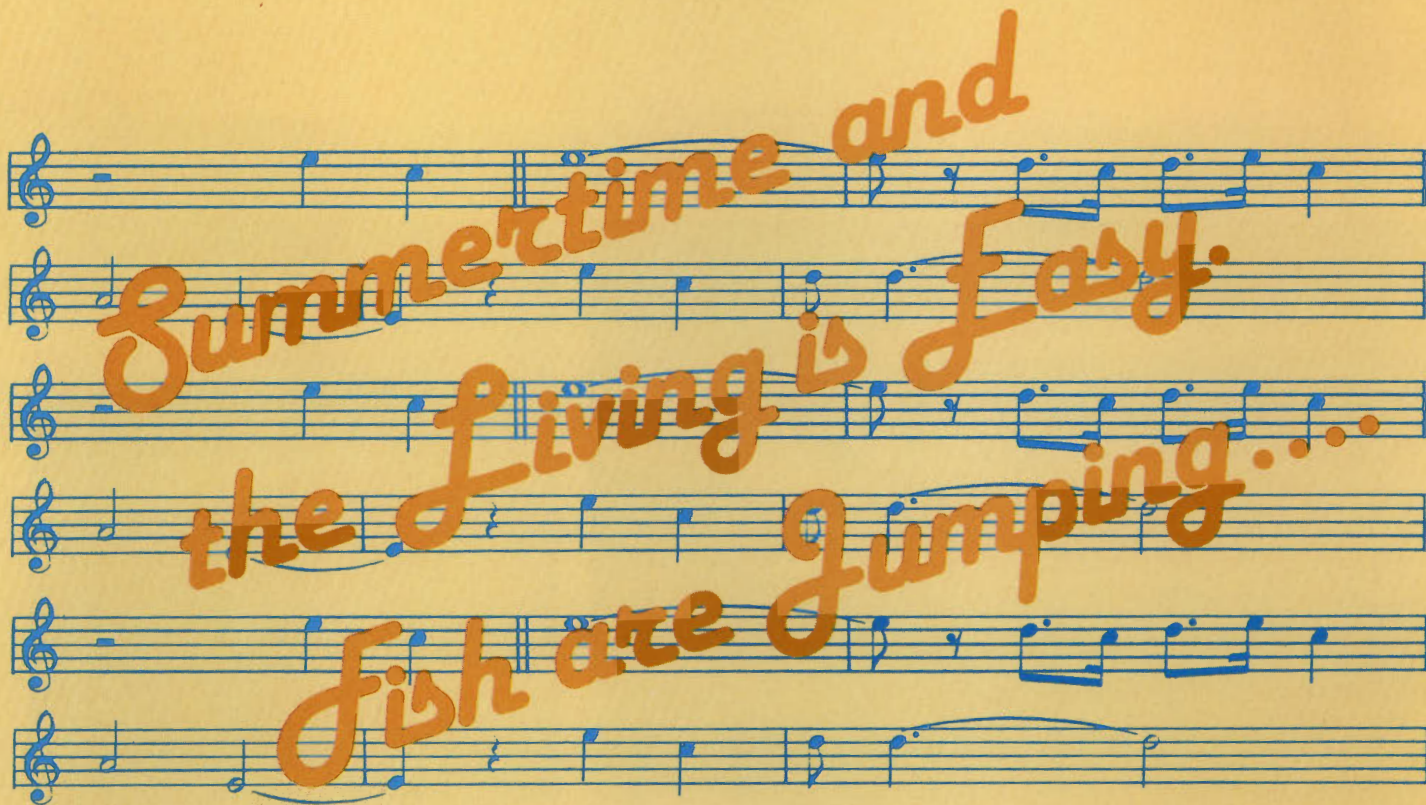 Summertime and
the Living is Easy.
Fish are Jumping....